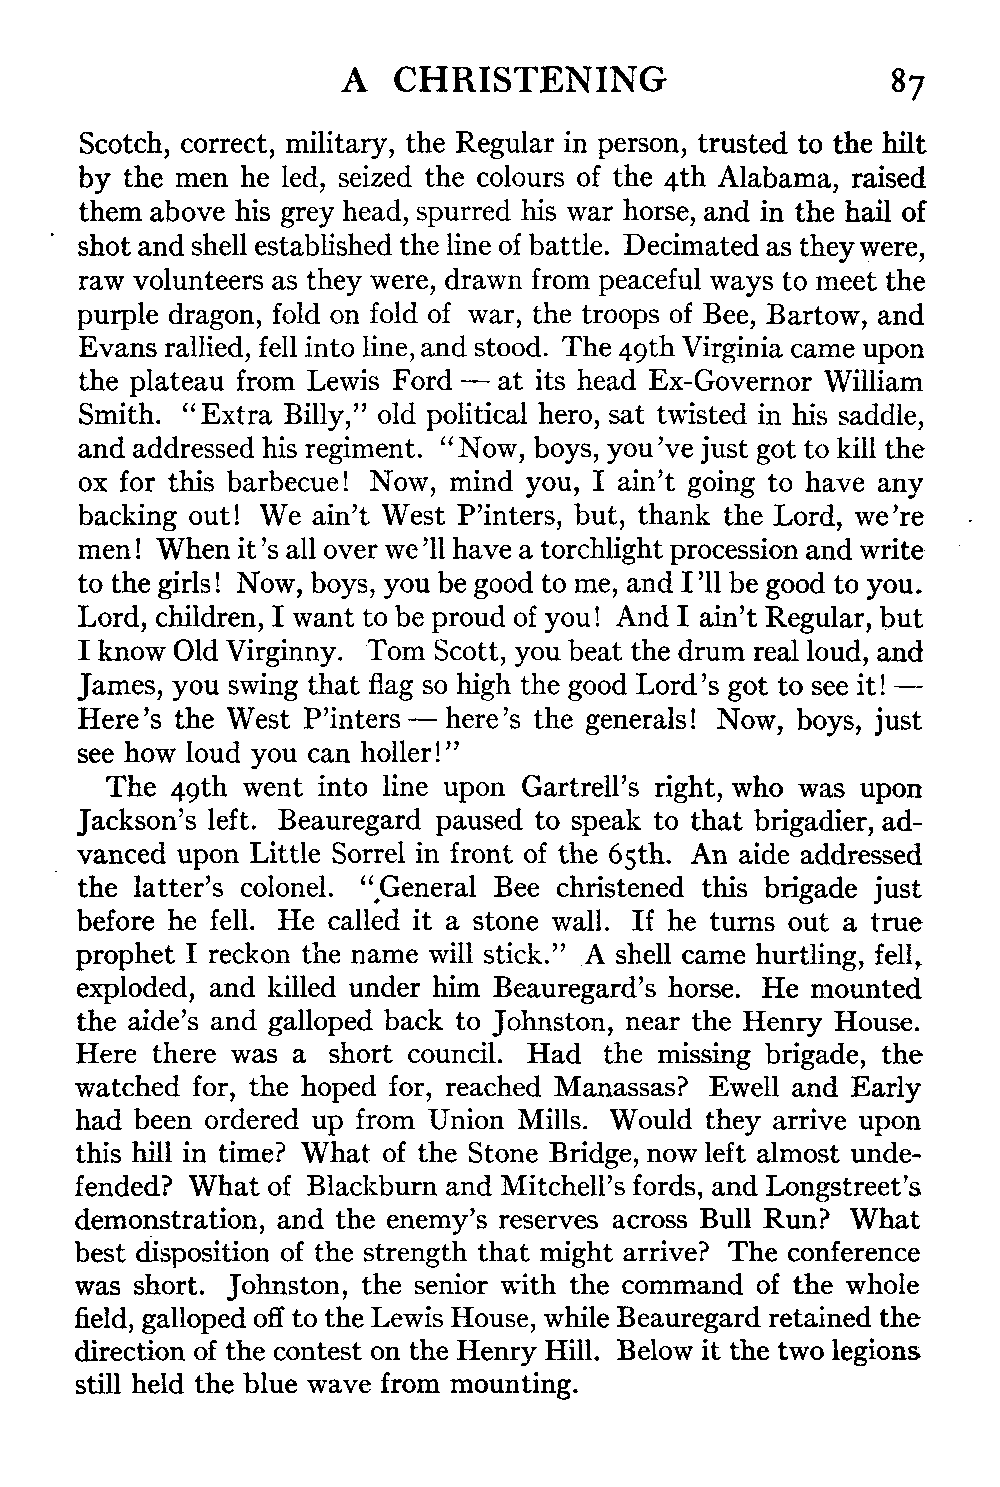 A CHRISTENING 87
Scotch, correct, military, the Regular in person, trusted to the hilt
by the men he led, seized the colours of the 4th Alabama, raised
them above his grey head, spurred his war horse, and in the hail of
shot and shell established the line of battle. Decimated as they were,
raw volunteers as they were, drawn from peaceful ways to meet the
purple dragon, fold on fold of war, the troops of Bee, Bartow, and
Evans rallied, fell into line, and stood. The 49th Virginia came upon
the plateau from Lewis Ford — at its head Ex-Governor William
Smith. "Extra Billy," old political hero, sat twisted in his saddle,
and addressed his regiment. "Now, boys, you've just got to kill the
ox for this barbecue! Now, mind you, I ain't going to have any
backing out! We ain't West P'inters, but, thank the Lord, we're
men! When it's all over we'll have a torchlight procession and write
to the girls! Now, boys, you be good to me, and I'll be good to you.
Lord, children, I want to be proud of you! And I ain't Regular, but
I know Old Virginny. Tom Scott, you beat the drum real loud, and
James, you swing that flag so high the good Lord's got to see it! —
Here's the West P'inters — here's the generals! Now, boys, just
see how loud you can holler!"
The 49th went into line upon Gartrell's right, who was upon
Jackson's left. Beauregard paused to speak to that brigadier, ad-
vanced upon Little Sorrel in front of the 65th. An aide addressed
the latter's colonel. "General Bee christened this brigade just
before he fell. He called it a stone wall. If he turns out a true
prophet I reckon the name will stick." A shell came hurtling, fell,
exploded, and killed under him Beauregard's horse. He mounted
the aide's and galloped back to Johnston, near the Henry House.
Here there was a short council. Had the missing brigade, the
watched for, the hoped for, reached Manassas? Ewell and Early
had been ordered up from Union Mills. Would they arrive upon
this hill in time? What of the Stone Bridge, now left almost unde-
fended? What of Blackburn and Mitchell's fords, and Longstreet's
demonstration, and the enemy's reserves across Bull Run? What
best disposition of the strength that might arrive? The conference
was short. Johnston, the senior with the command of the whole
field, galloped off to the Lewis House, while Beauregard retained the
direction of the contest on the Henry Hill. Below it the two legions
still held the blue wave from mounting.